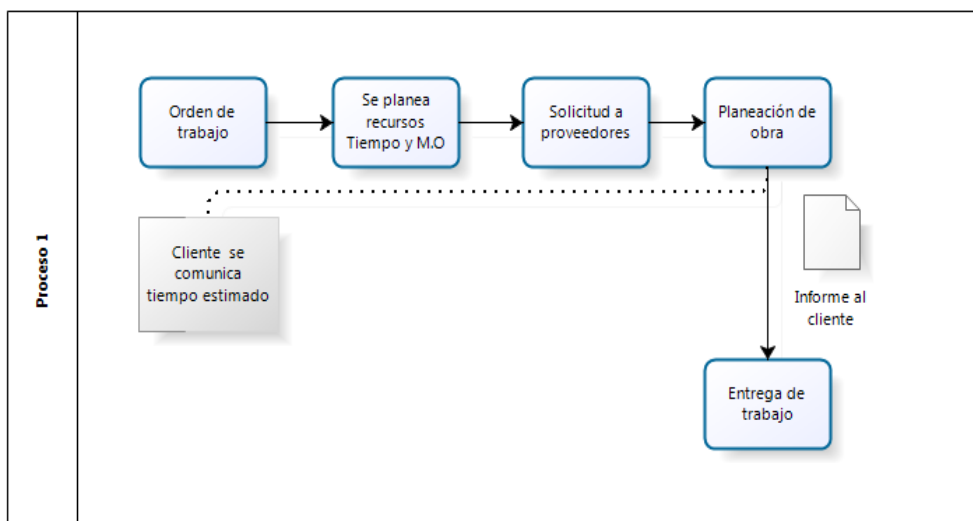 Proceso 1
Orden de
trabajo
Se planea
recursos
Tiempo y M.O
Solicitud a
proveedores
Planeación de
obra
Cliente se
comunica
tiempo estimado
Informe al
cliente
Entrega de
trabajo